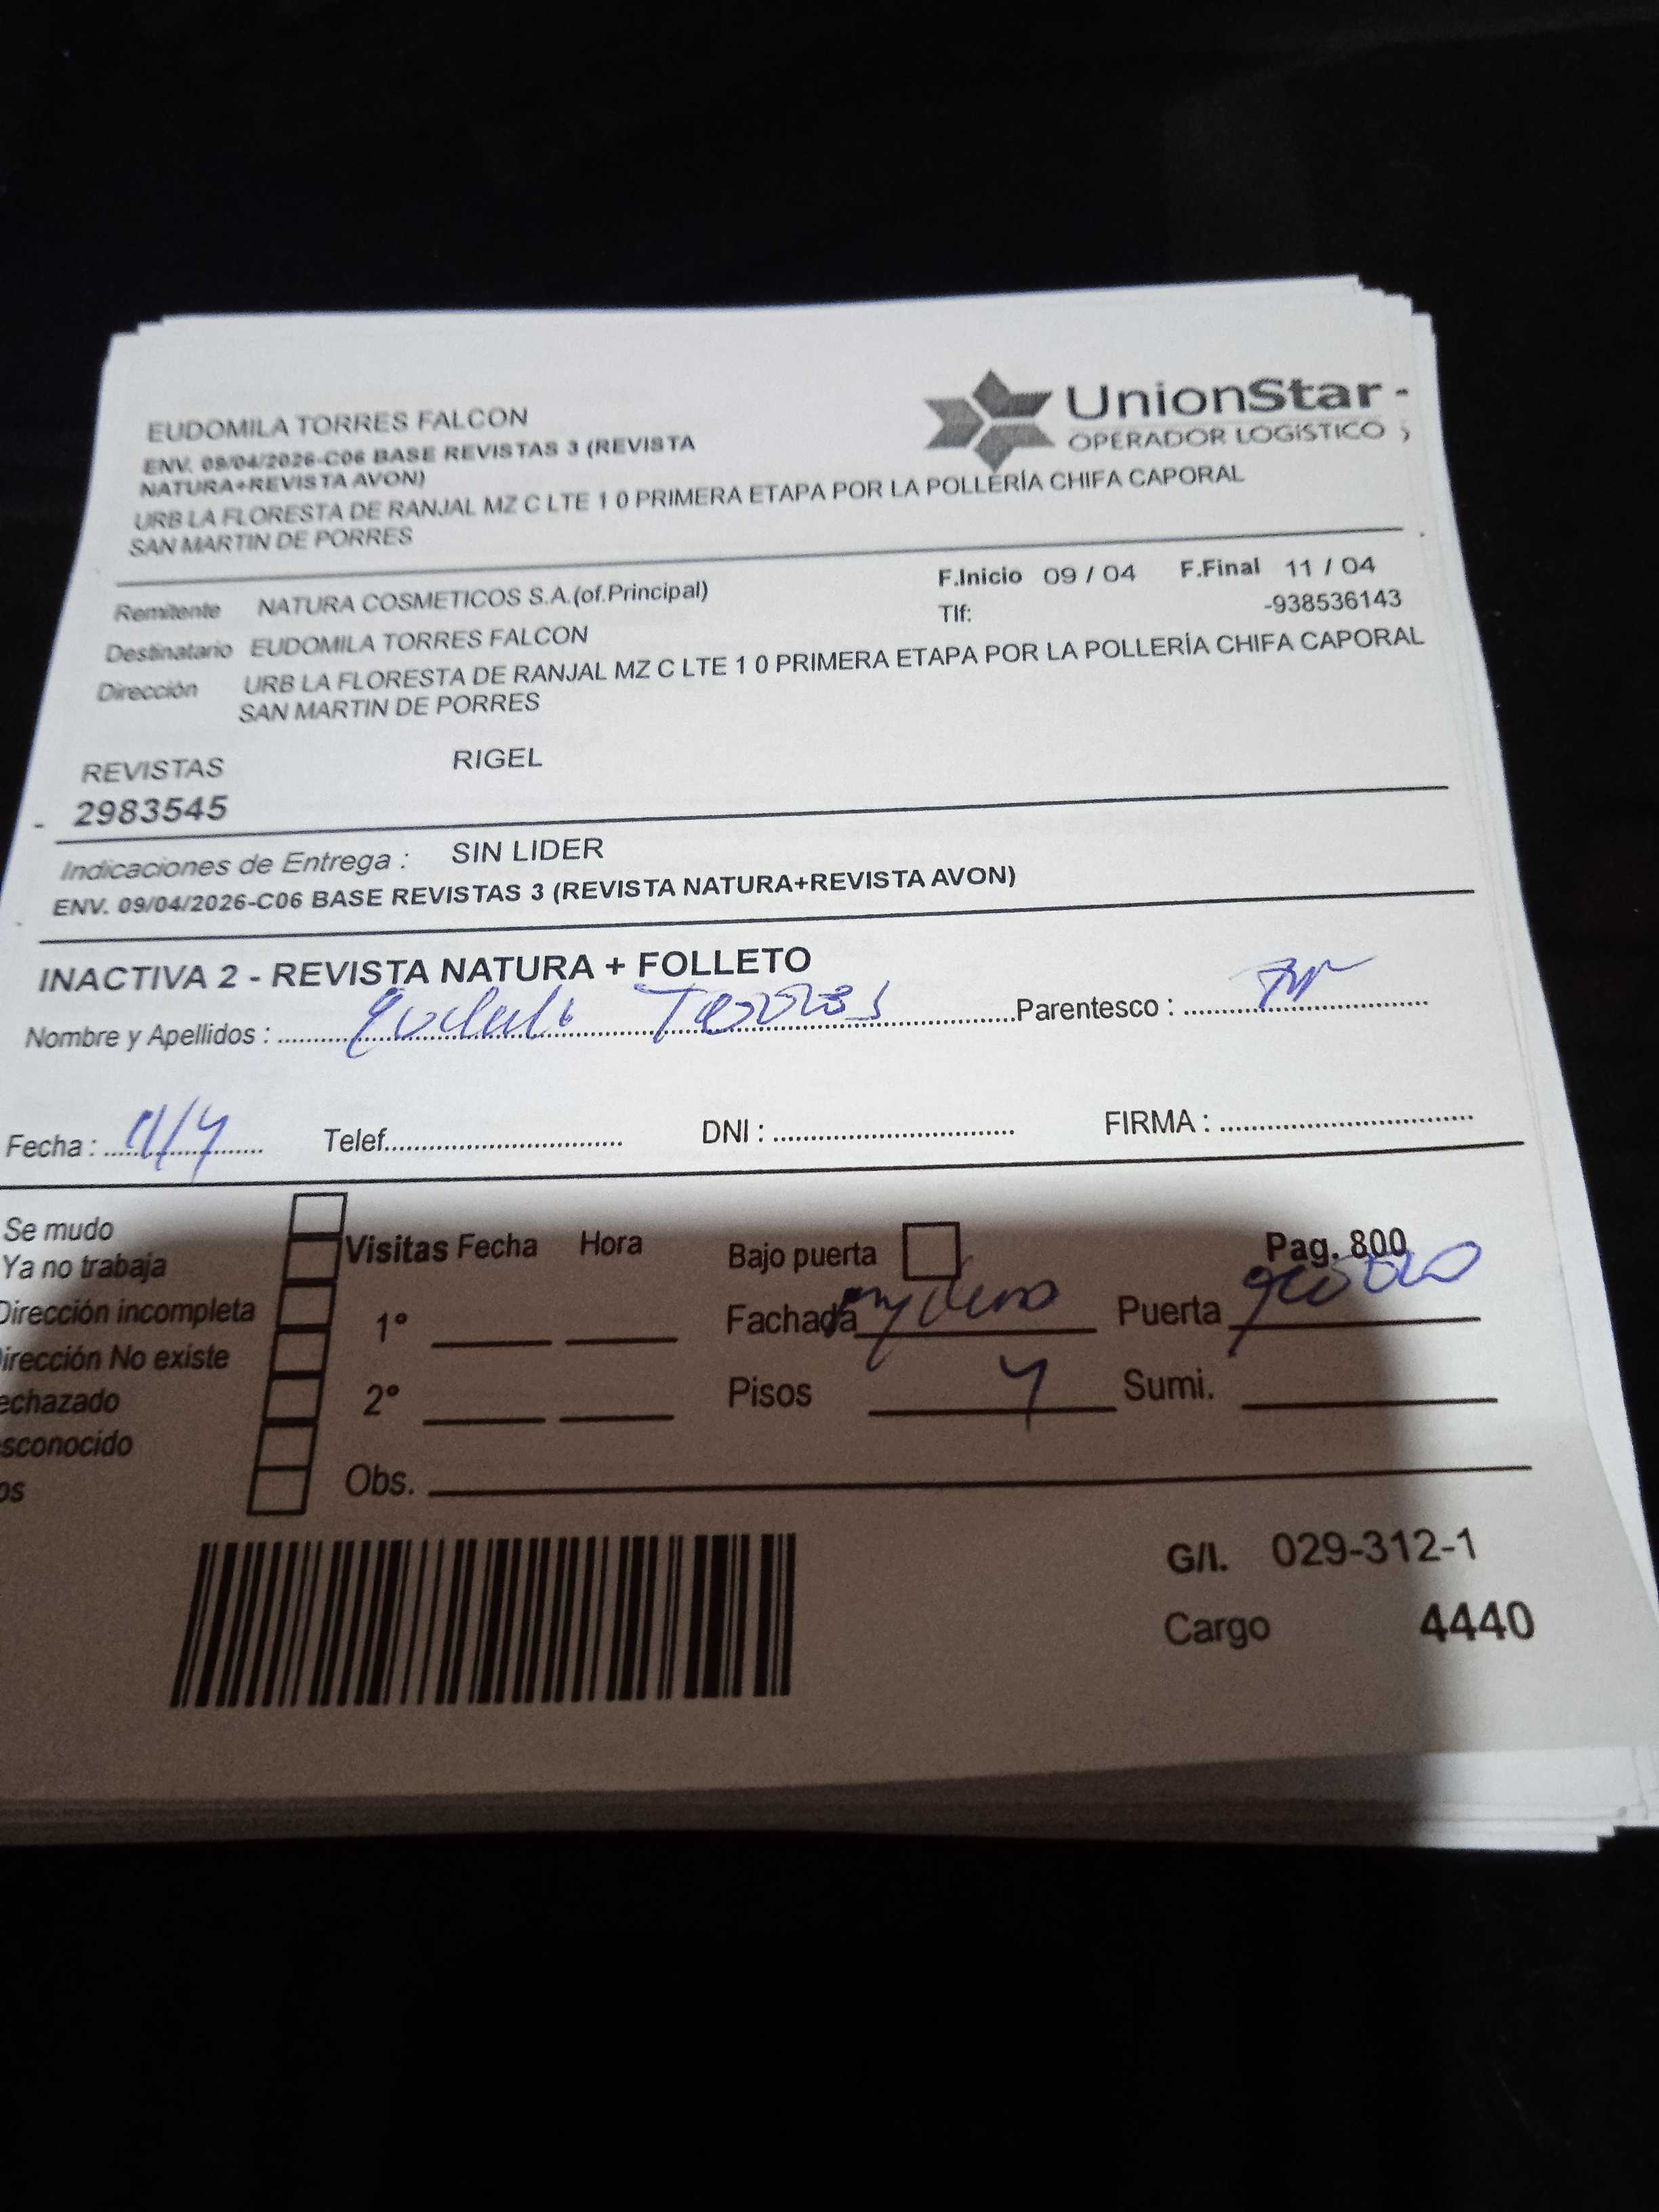 EUDOMILA TORRES FALCON
ENV. 09/04/2026-C06 BASE REVISTAS 3 (REVISTA
NATURA+REVISTA AVON)
URB LA FLORESTA DE RANJAL MZ C LTE 1 0 PRIMERA ETAPA POR LA POLLERÍA CHIFA CAPORAL
SAN MARTIN DE PORRES
UnionStar -
OPERADOR LOGISTICO
Remitente NATURA COSMETICOS S.A.(of.Principal)
F.Inicio 09 / 04 F.Final 11 / 04
Tlf: -938536143
Destinatario EUDOMILA TORRES FALCON
Dirección URB LA FLORESTA DE RANJAL MZ C LTE 1 0 PRIMERA ETAPA POR LA POLLERÍA CHIFA CAPORAL
SAN MARTIN DE PORRES
REVISTAS RIGEL
- 2983545
Indicaciones de Entrega : SIN LIDER
ENV. 09/04/2026-C06 BASE REVISTAS 3 (REVISTA NATURA+REVISTA AVON)
INACTIVA 2 - REVISTA NATURA + FOLLETO
Nombre y Apellidos : Torres Parentesco :
Fecha : 11/4 Telef. DNI : FIRMA :
Se mudo
Ya no trabaja
Dirección incompleta
irección No existe
echazado
sconocido
os
Visitas Fecha Hora
1°
2°
Obs.
Bajo puerta
Pag. 800
Fachada Puerta
Pisos 4 Sumi.
G/I. 029-312-1
Cargo 4440